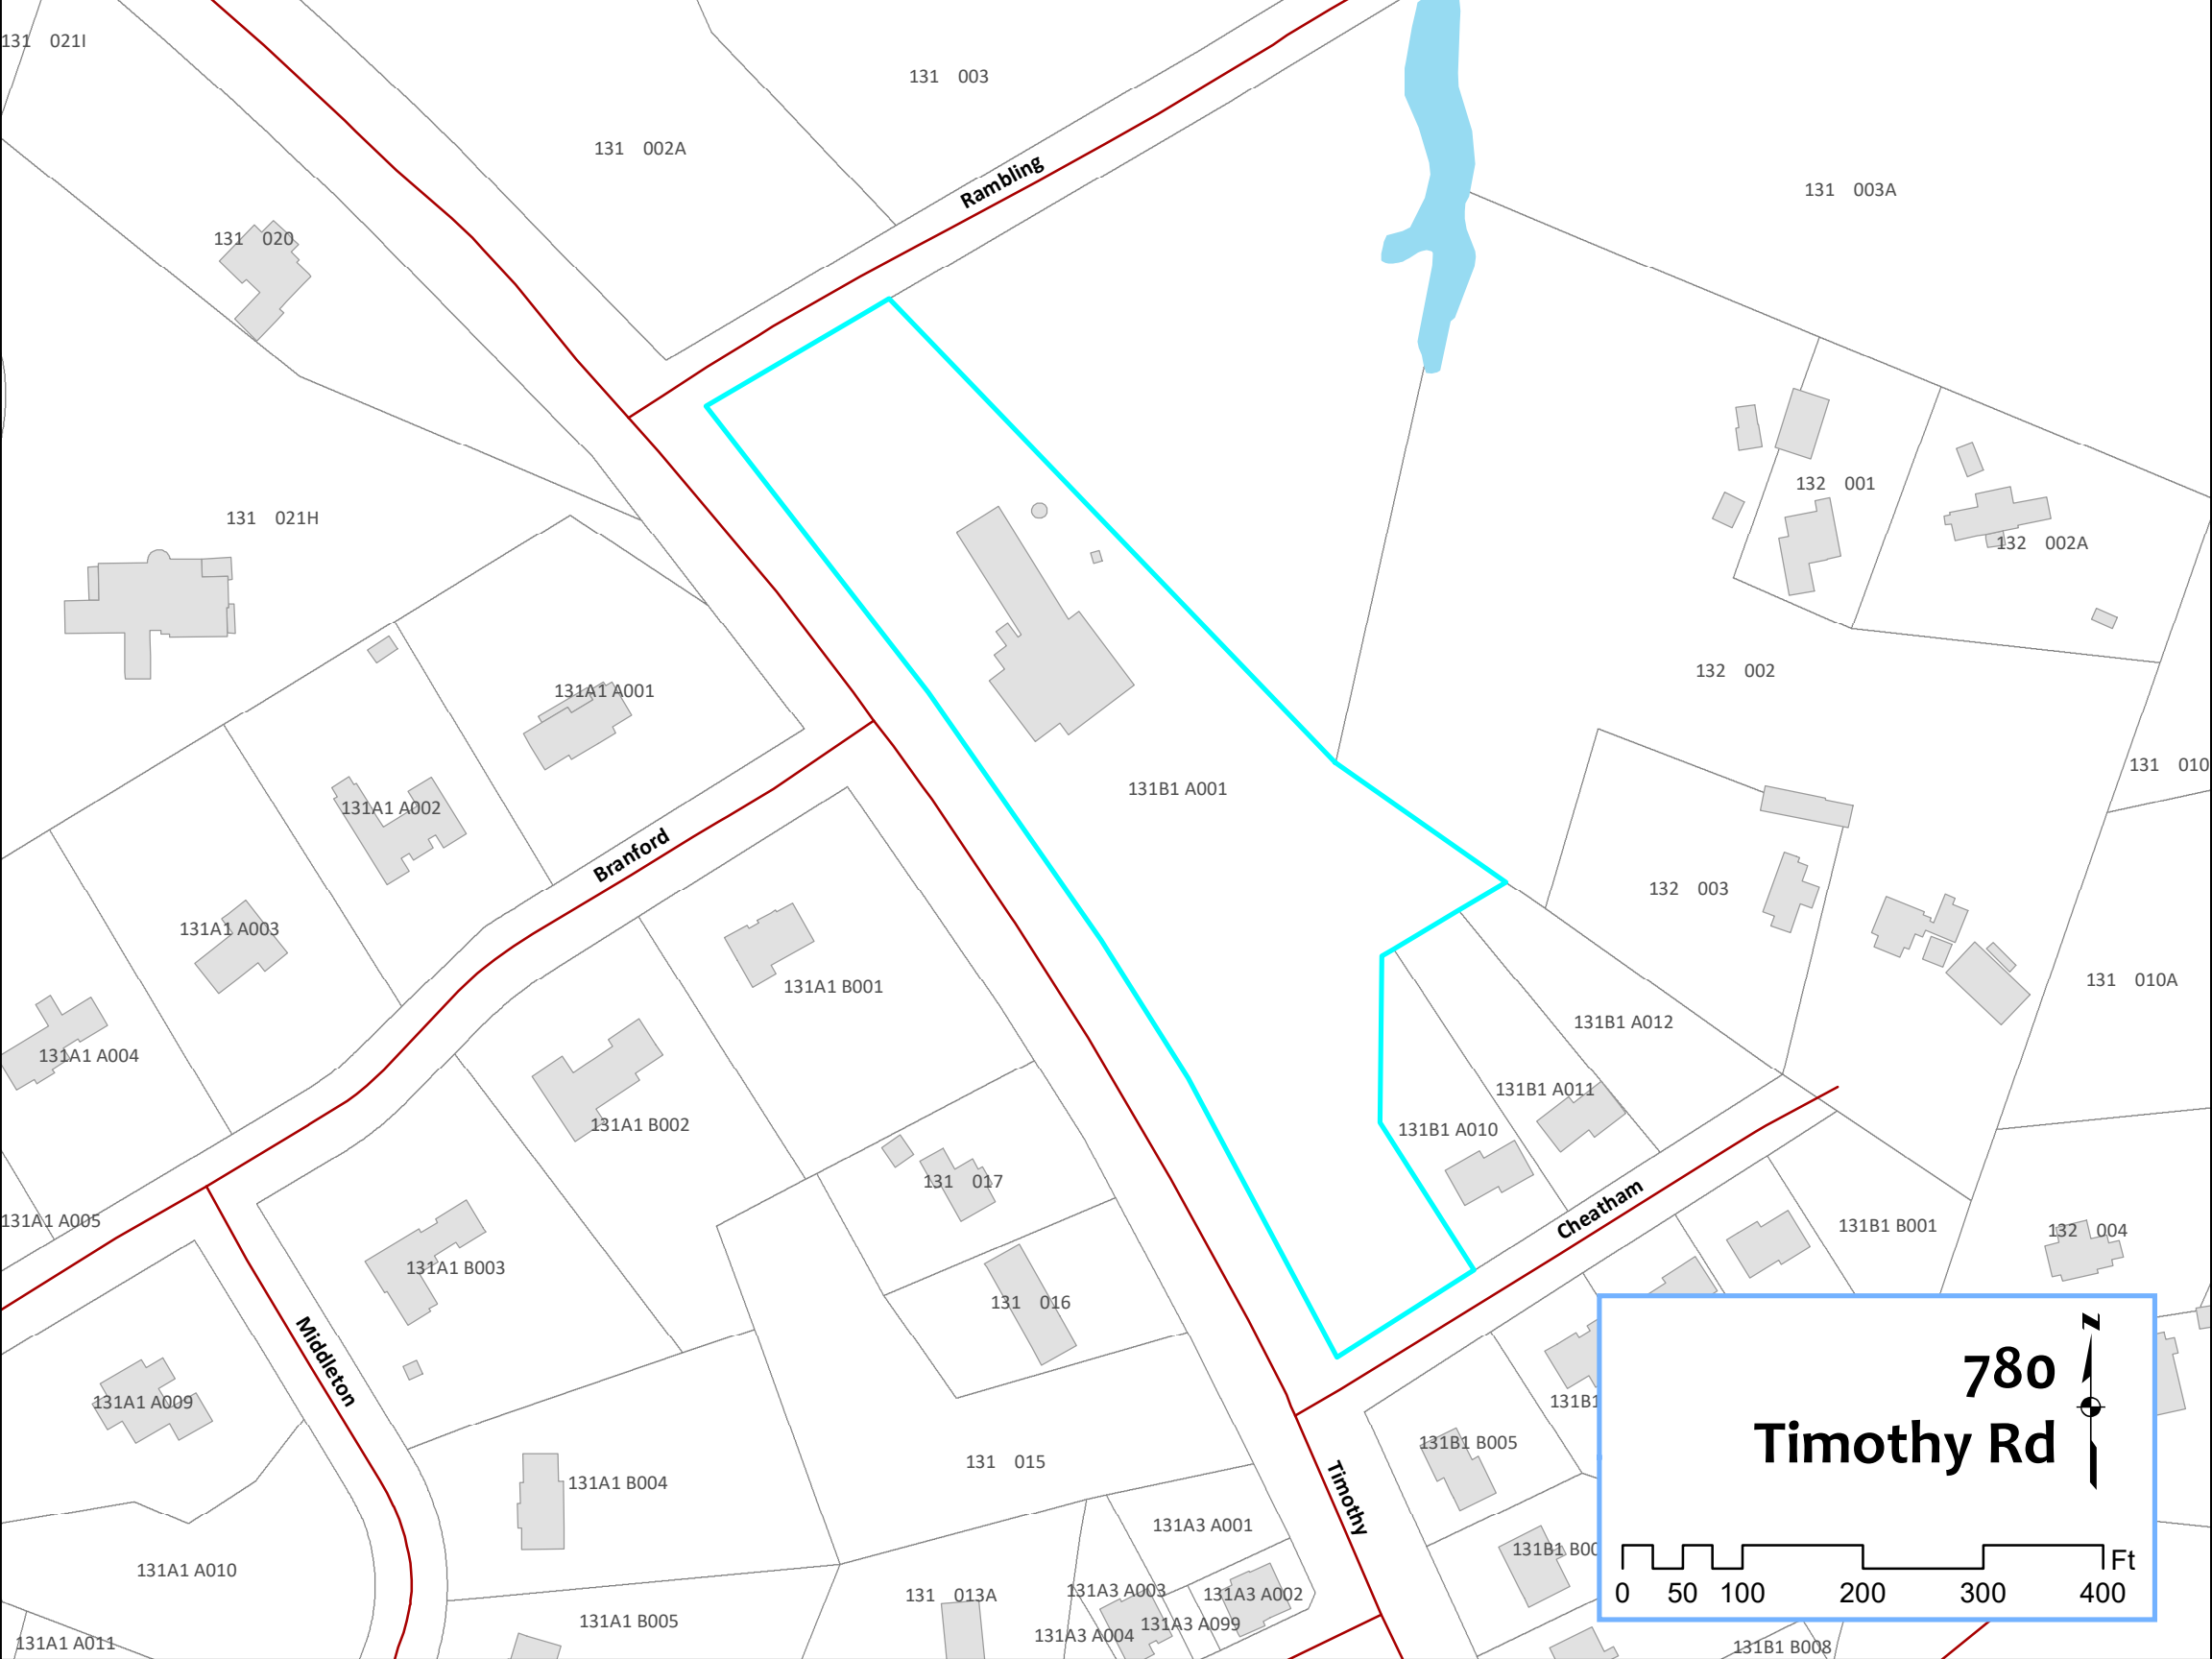 131 021I
131 003
131 002A
Rambling
131 003A
131 020
132 001
131 021H
132 002A
132 002
131A1 A001
131 010
131B1 A001
131A1 A002
Branford
132 003
131A1 A003
131A1 B001
131 010A
131B1 A012
131A1 A004
131B1 A011
131A1 B002
131B1 A010
131 017
Cheatham
131A1 A005
131B1 B001
132 004
131A1 B003
131 016
Middleton
131A1 A009
131B1
131B1 B005
131 015
131A1 B004
Timothy
131A3 A001
131B1 B00
131A1 A010
131 013A
131A3 A003
131A3 A002
131A1 B005
131A3 A099
131A3 A004
131A1 A011
131B1 B008
780
Timothy Rd
N
Ft
0 50 100 200 300 400